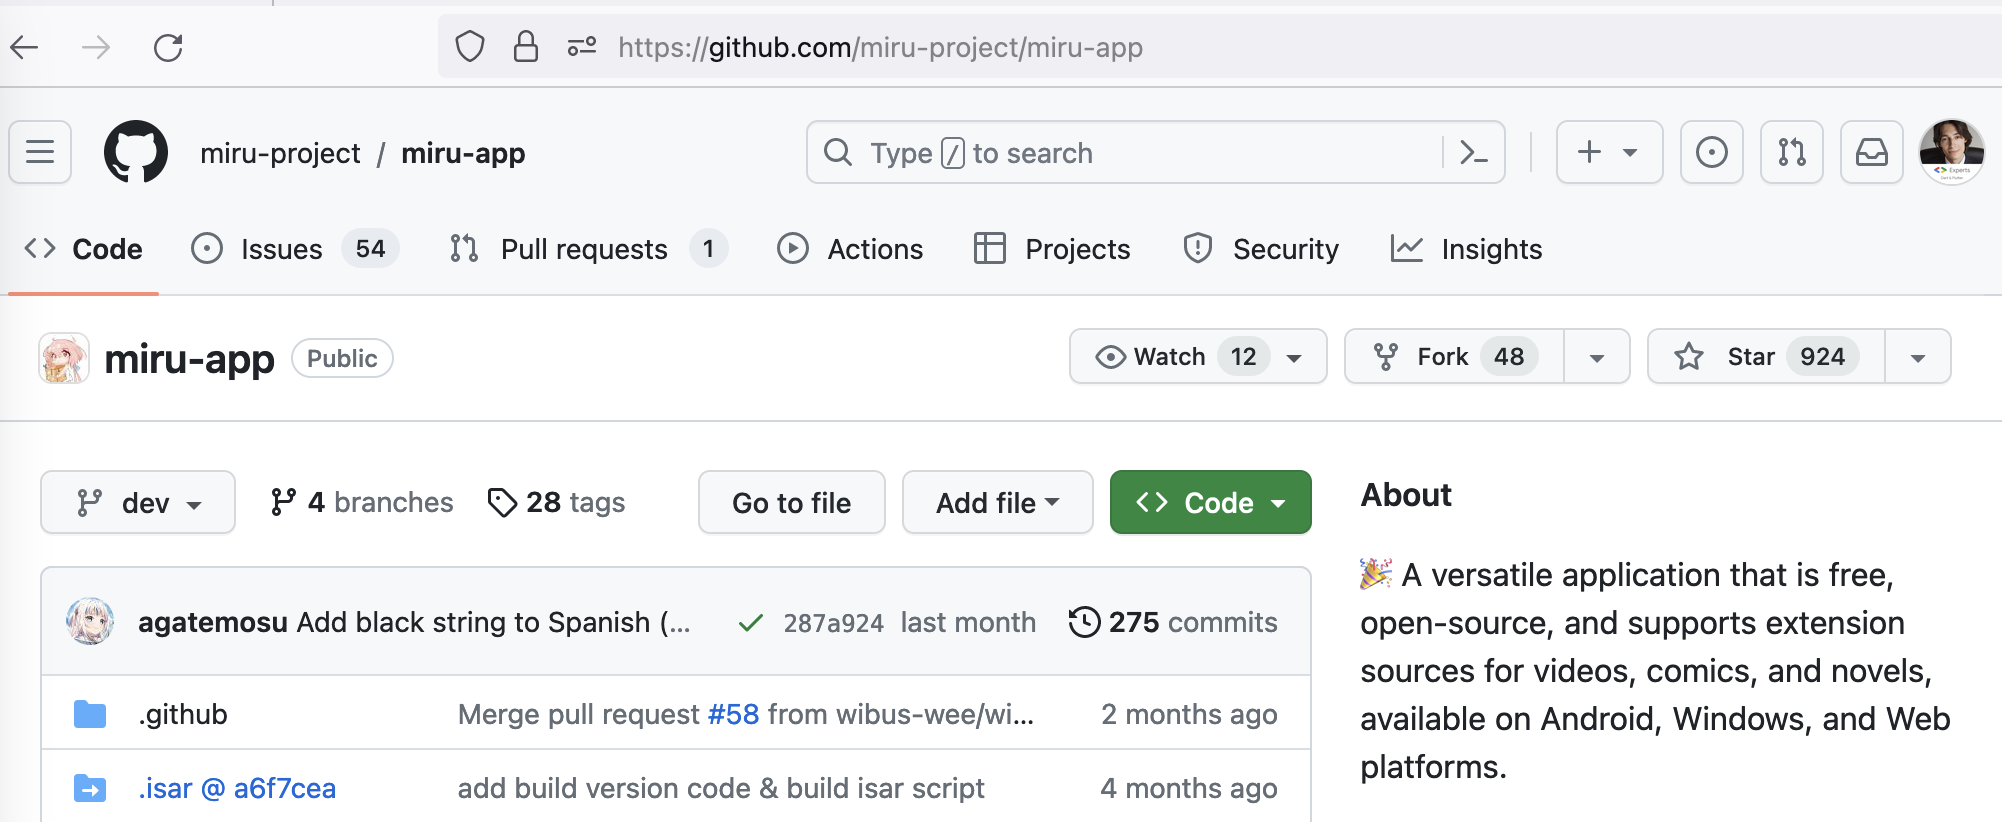 https://github.com/miru-project/miru-app
miru-project / miru-app
Type / to search
Experts
Code
Issues 54
Pull requests 1
Actions
Projects
Security
Insights
miru-app Public
Watch 12
Fork 48
Star 924
dev
4 branches
28 tags
Go to file
Add file
Code
agatemosu Add black string to Spanish (... 287a924 last month 275 commits
.github Merge pull request #58 from wibus-wee/wi... 2 months ago
.isar @ a6f7cea add build version code & build isar script 4 months ago
About
🎉 A versatile application that is free,
open-source, and supports extension
sources for videos, comics, and novels,
available on Android, Windows, and Web
platforms.